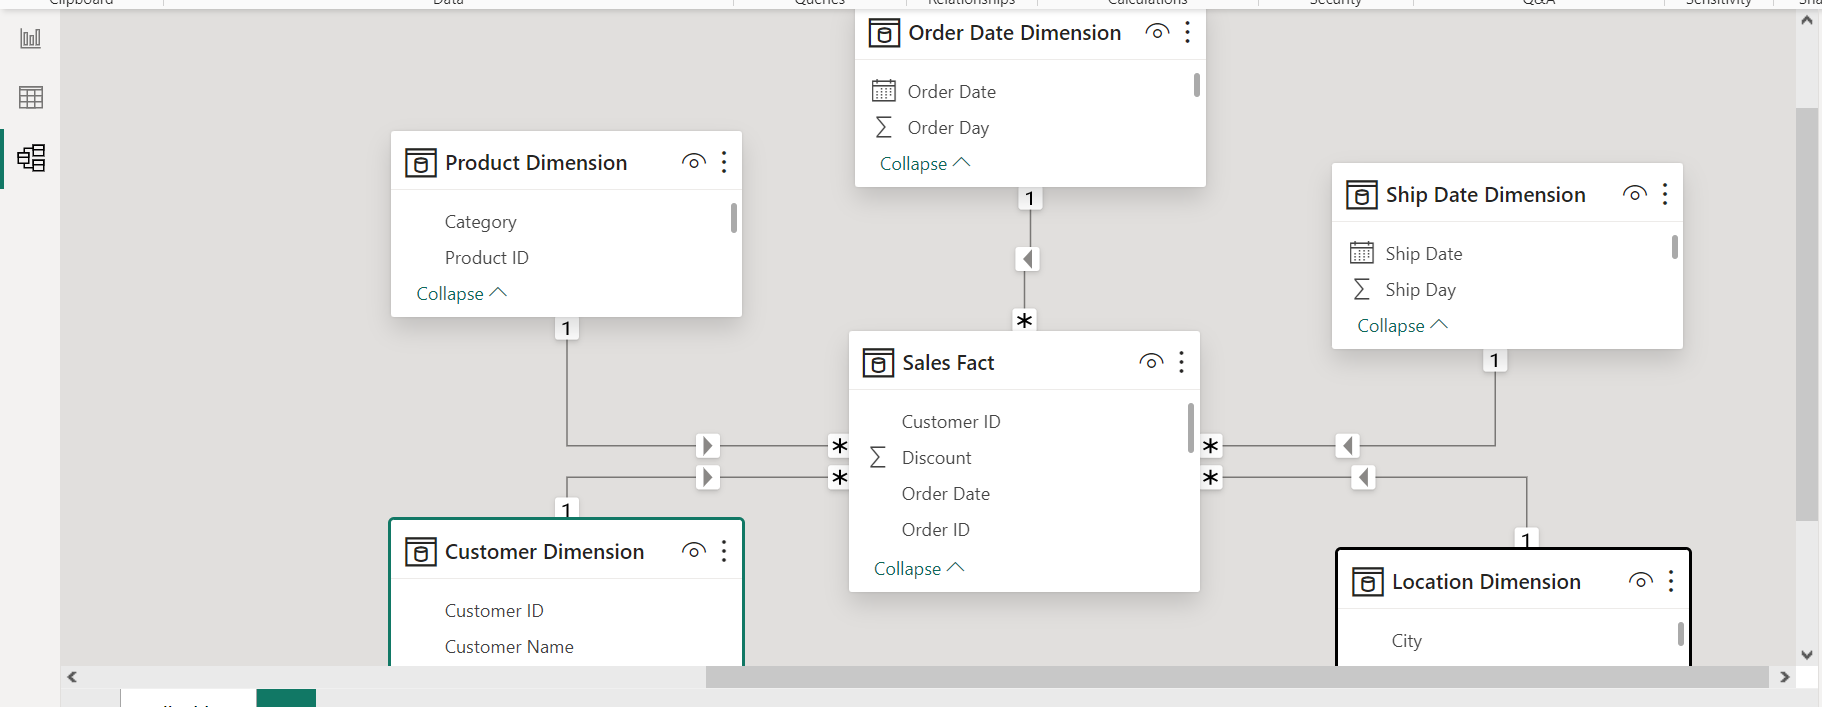 Order Date Dimension
Order Date
Order Day
Collapse
Product Dimension
Category
Product ID
Collapse
Ship Date Dimension
Ship Date
Ship Day
Collapse
1
1
1
*
Sales Fact
Customer ID
Discount
Order Date
Order ID
Collapse
*
*
*
*
1
1
Customer Dimension
Customer ID
Customer Name
Location Dimension
City